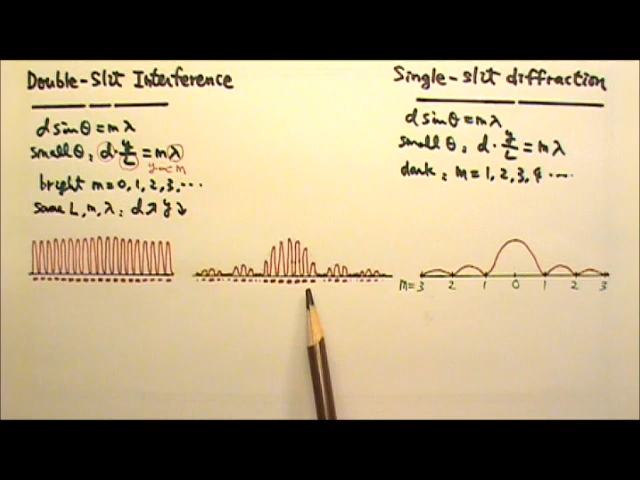 Double-Slit Interference
d sin θ = m λ
small θ: d · y/L = m λ
y ∝ m
bright m = 0, 1, 2, 3, ...
same L, m, λ: d ↗ y ↓
Single-slit diffraction
d sin θ = m λ
small θ: d · y/L = m λ
dark: m = 1, 2, 3, 4 ....
m= 3 2 1 0 1 2 3